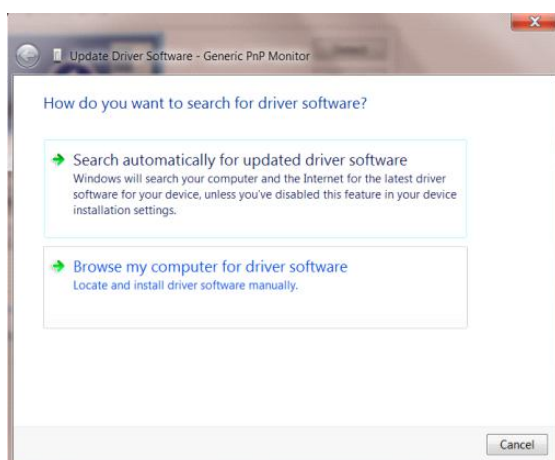 Update Driver Software - Generic PnP Monitor
How do you want to search for driver software?
Search automatically for updated driver software
Windows will search your computer and the Internet for the latest driver
software for your device, unless you've disabled this feature in your device
installation settings.
Browse my computer for driver software
Locate and install driver software manually.
Cancel